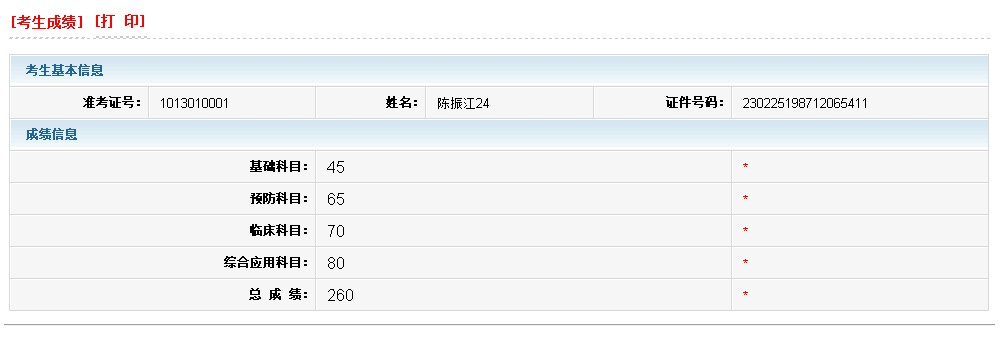 [考生成绩] [打 印]
考生基本信息
准考证号： 1013010001 姓名： 陈振江24 证件号码： 230225198712065411
成绩信息
基础科目： 45 *
预防科目： 65 *
临床科目： 70 *
综合应用科目： 80 *
总 成 绩： 260 *